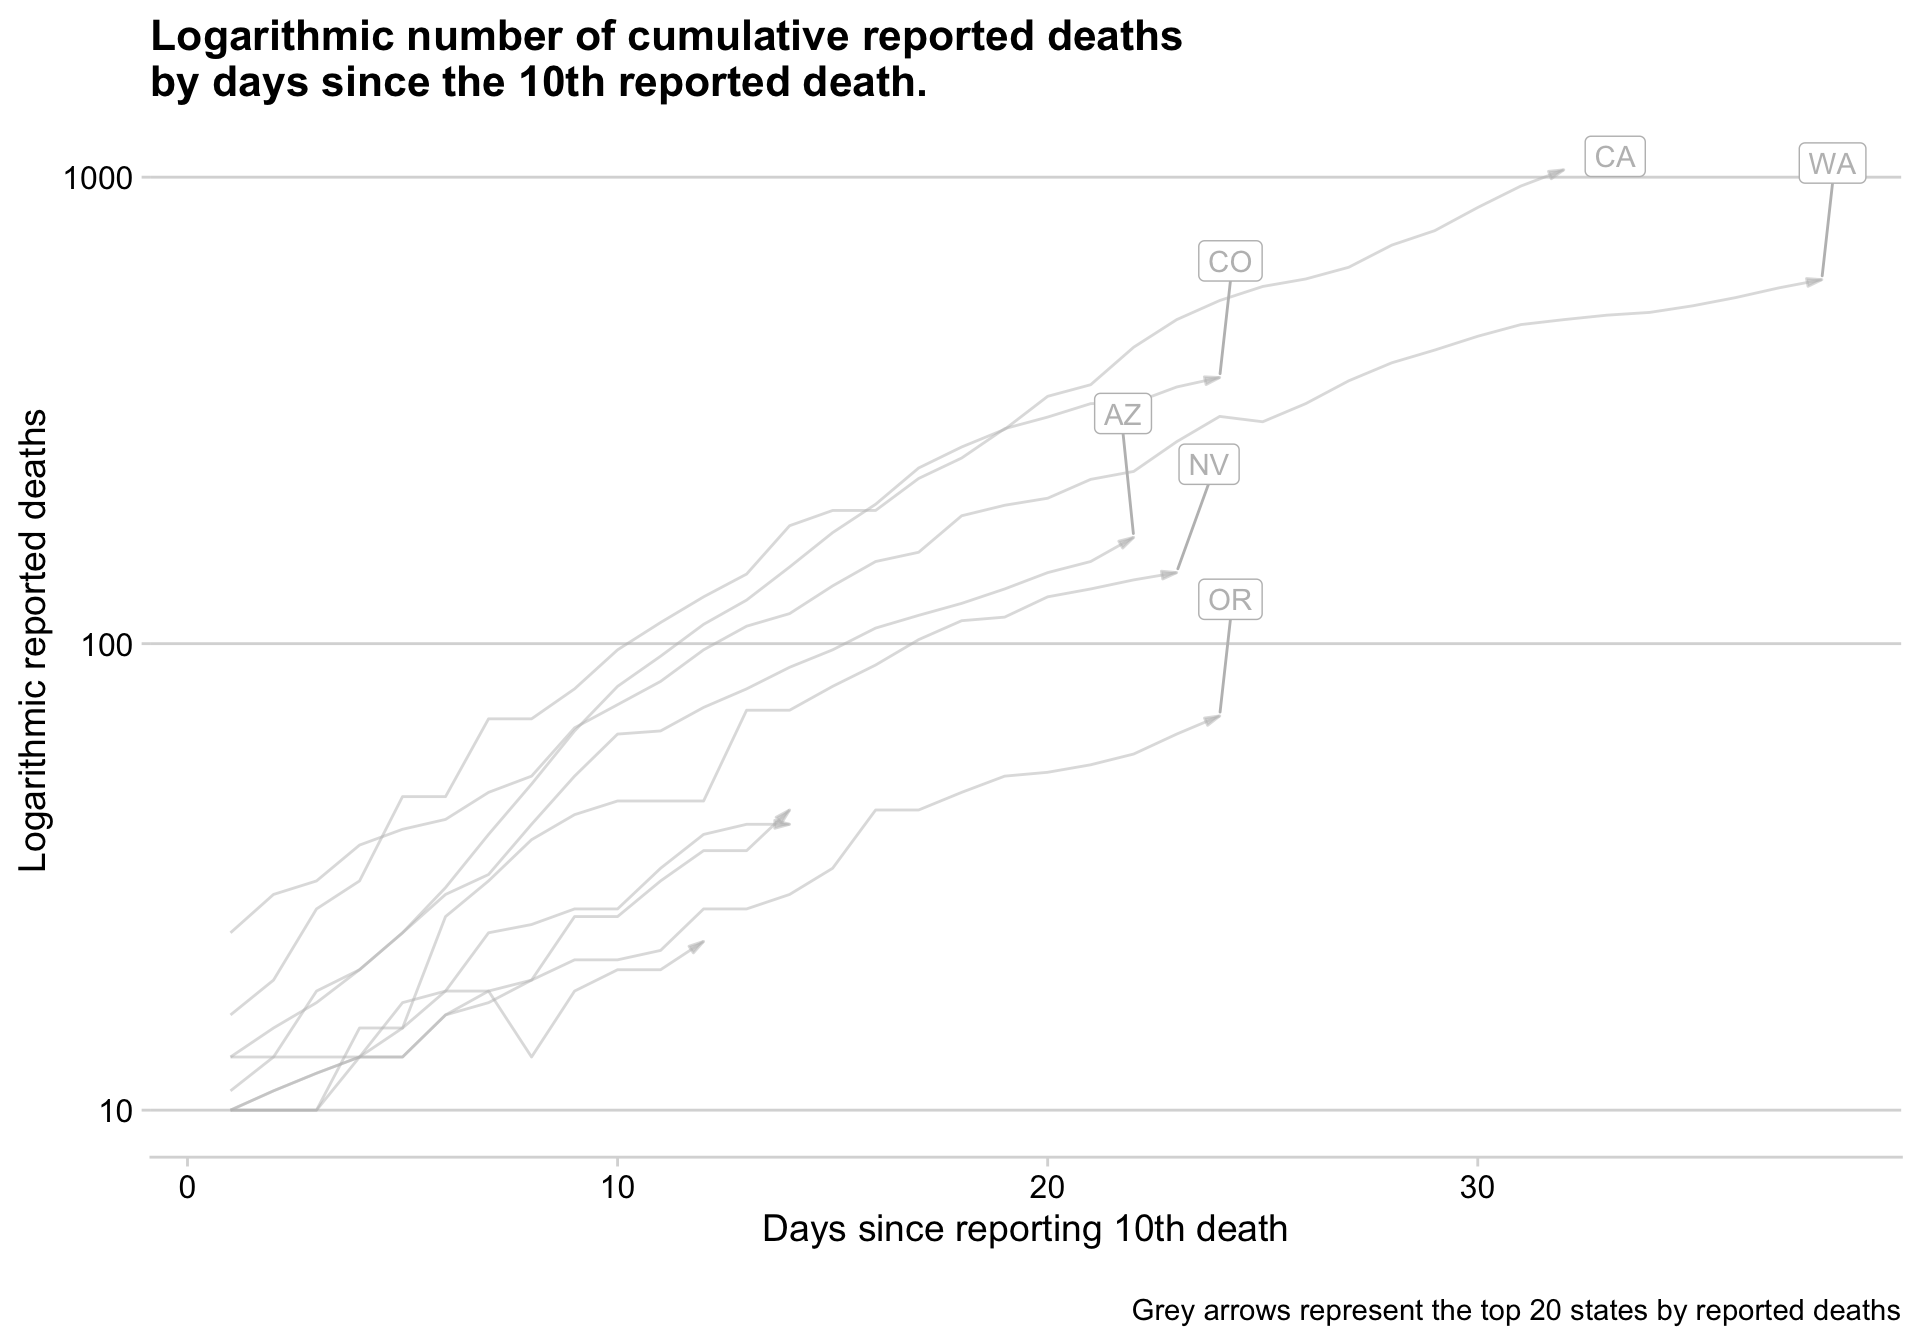 Logarithmic number of cumulative reported deaths
by days since the 10th reported death.
1000
100
10
Logarithmic reported deaths
CA
WA
CO
AZ
NV
OR
0 10 20 30
Days since reporting 10th death
Grey arrows represent the top 20 states by reported deaths